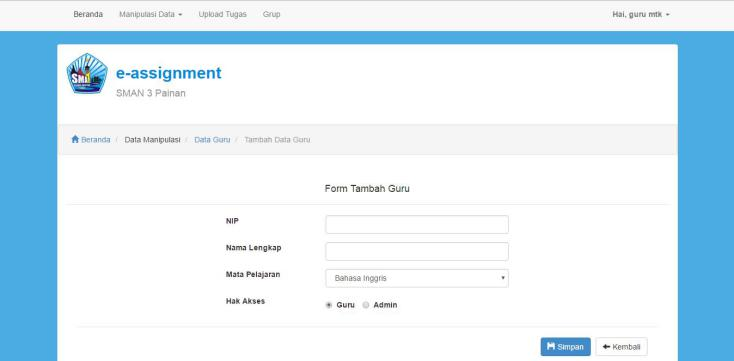 Beranda Manipulasi Data Upload Tugas Grup Hai, guru mtk
e-assignment
SMAN 3 Painan
Beranda / Data Manipulasi / Data Guru / Tambah Data Guru
Form Tambah Guru
NIP
Nama Lengkap
Mata Pelajaran Bahasa Inggris
Hak Akses Guru Admin
Simpan Kembali